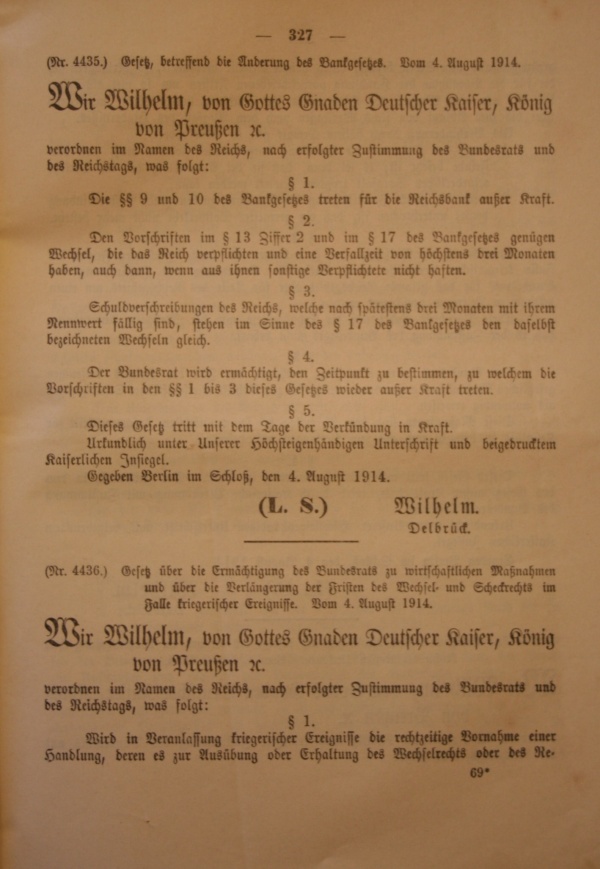 — 327 —
(Nr. 4435.) Gesetz, betreffend die Änderung des Bankgesetzes. Vom 4. August 1914.
Wir Wilhelm, von Gottes Gnaden Deutscher Kaiser, König
von Preußen ꝛc.
verordnen im Namen des Reichs, nach erfolgter Zustimmung des Bundesrats und
des Reichstags, was folgt:
§ 1.
Die §§ 9 und 10 des Bankgesetzes treten für die Reichsbank außer Kraft.
§ 2.
Den Vorschriften im § 13 Ziffer 2 und im § 17 des Bankgesetzes genügen
Wechsel, die das Reich verpflichten und eine Verfallzeit von höchstens drei Monaten
haben, auch dann, wenn aus ihnen sonstige Verpflichtete nicht haften.
§ 3.
Schuldverschreibungen des Reichs, welche nach spätestens drei Monaten mit ihrem
Nennwert fällig sind, stehen im Sinne des § 17 des Bankgesetzes den daselbst
bezeichneten Wechseln gleich.
§ 4.
Der Bundesrat wird ermächtigt, den Zeitpunkt zu bestimmen, zu welchem die
Vorschriften in den §§ 1 bis 3 dieses Gesetzes wieder außer Kraft treten.
§ 5.
Dieses Gesetz tritt mit dem Tage der Verkündung in Kraft.
Urkundlich unter Unserer Höchsteigenhändigen Unterschrift und beigedrucktem
Kaiserlichen Insiegel.
Gegeben Berlin im Schloß, den 4. August 1914.
(L. S.) Wilhelm.
Delbrück.
(Nr. 4436.) Gesetz über die Ermächtigung des Bundesrats zu wirtschaftlichen Maßnahmen
und über die Verlängerung der Fristen des Wechsel- und Scheckrechts im
Falle kriegerischer Ereignisse. Vom 4. August 1914.
Wir Wilhelm, von Gottes Gnaden Deutscher Kaiser, König
von Preußen ꝛc.
verordnen im Namen des Reichs, nach erfolgter Zustimmung des Bundesrats und
des Reichstags, was folgt:
§ 1.
Wird in Veranlassung kriegerischer Ereignisse die rechtzeitige Vornahme einer
Handlung, deren es zur Ausübung oder Erhaltung des Wechselrechts oder des Re-
69*